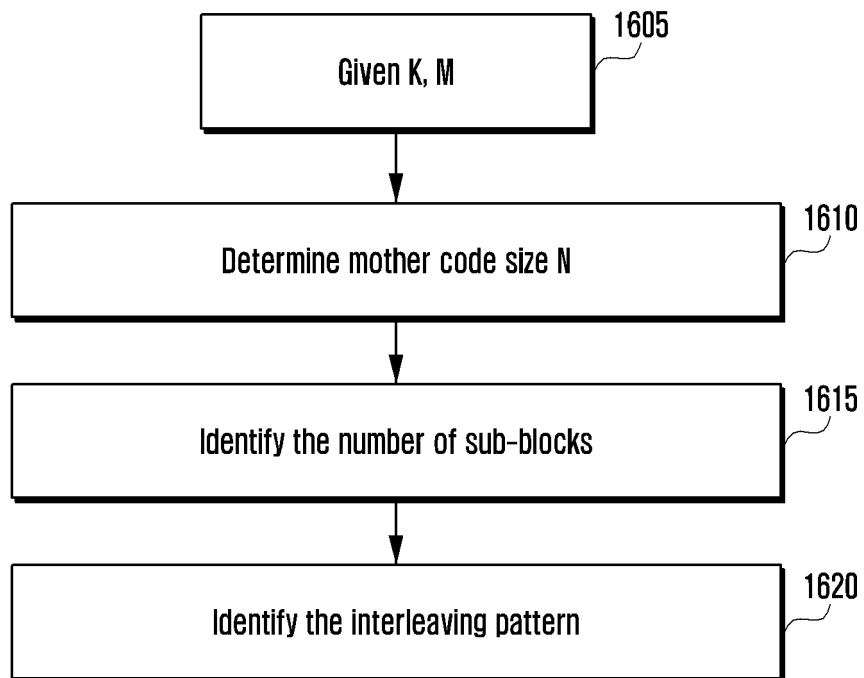 1605
Given K, M
1610
Determine mother code size N
1615
Identify the number of sub-blocks
1620
Identify the interleaving pattern